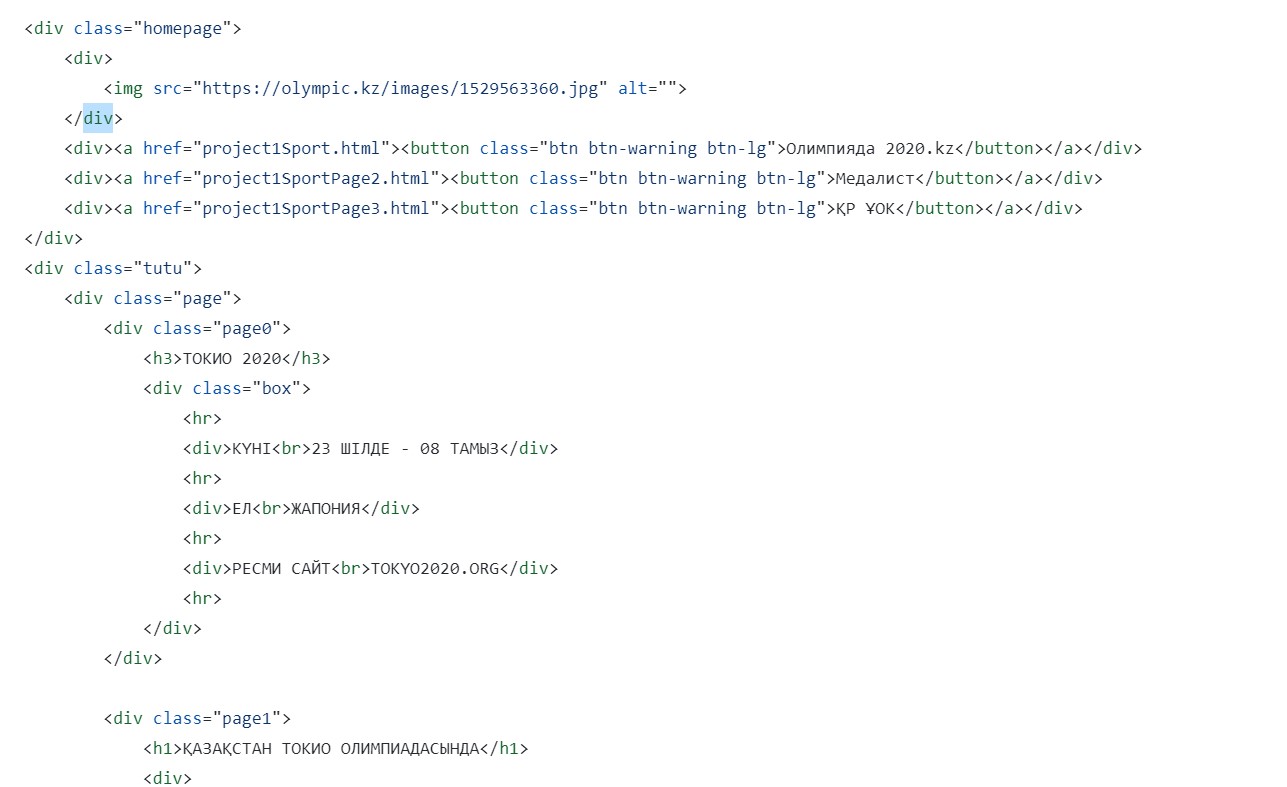 <div class="homepage">
<div>
<img src="https://olympic.kz/images/1529563360.jpg" alt="">
</div>
<div><a href="project1Sport.html"><button class="btn btn-warning btn-lg">Олимпияда 2020.kz</button></a></div>
<div><a href="project1SportPage2.html"><button class="btn btn-warning btn-lg">Медалист</button></a></div>
<div><a href="project1SportPage3.html"><button class="btn btn-warning btn-lg">ҚР ҰОК</button></a></div>
</div>
<div class="tutu">
<div class="page">
<div class="page0">
<h3>ТОКИО 2020</h3>
<div class="box">
<hr>
<div>КҮНІ<br>23 ШІЛДЕ - 08 ТАМЫЗ</div>
<hr>
<div>ЕЛ<br>ЖАПОНИЯ</div>
<hr>
<div>РЕСМИ САЙТ<br>TOKYO2020.ORG</div>
<hr>
</div>
</div>
<div class="page1">
<h1>ҚАЗАҚСТАН ТОКИО ОЛИМПИАДАСЫНДА</h1>
<div>